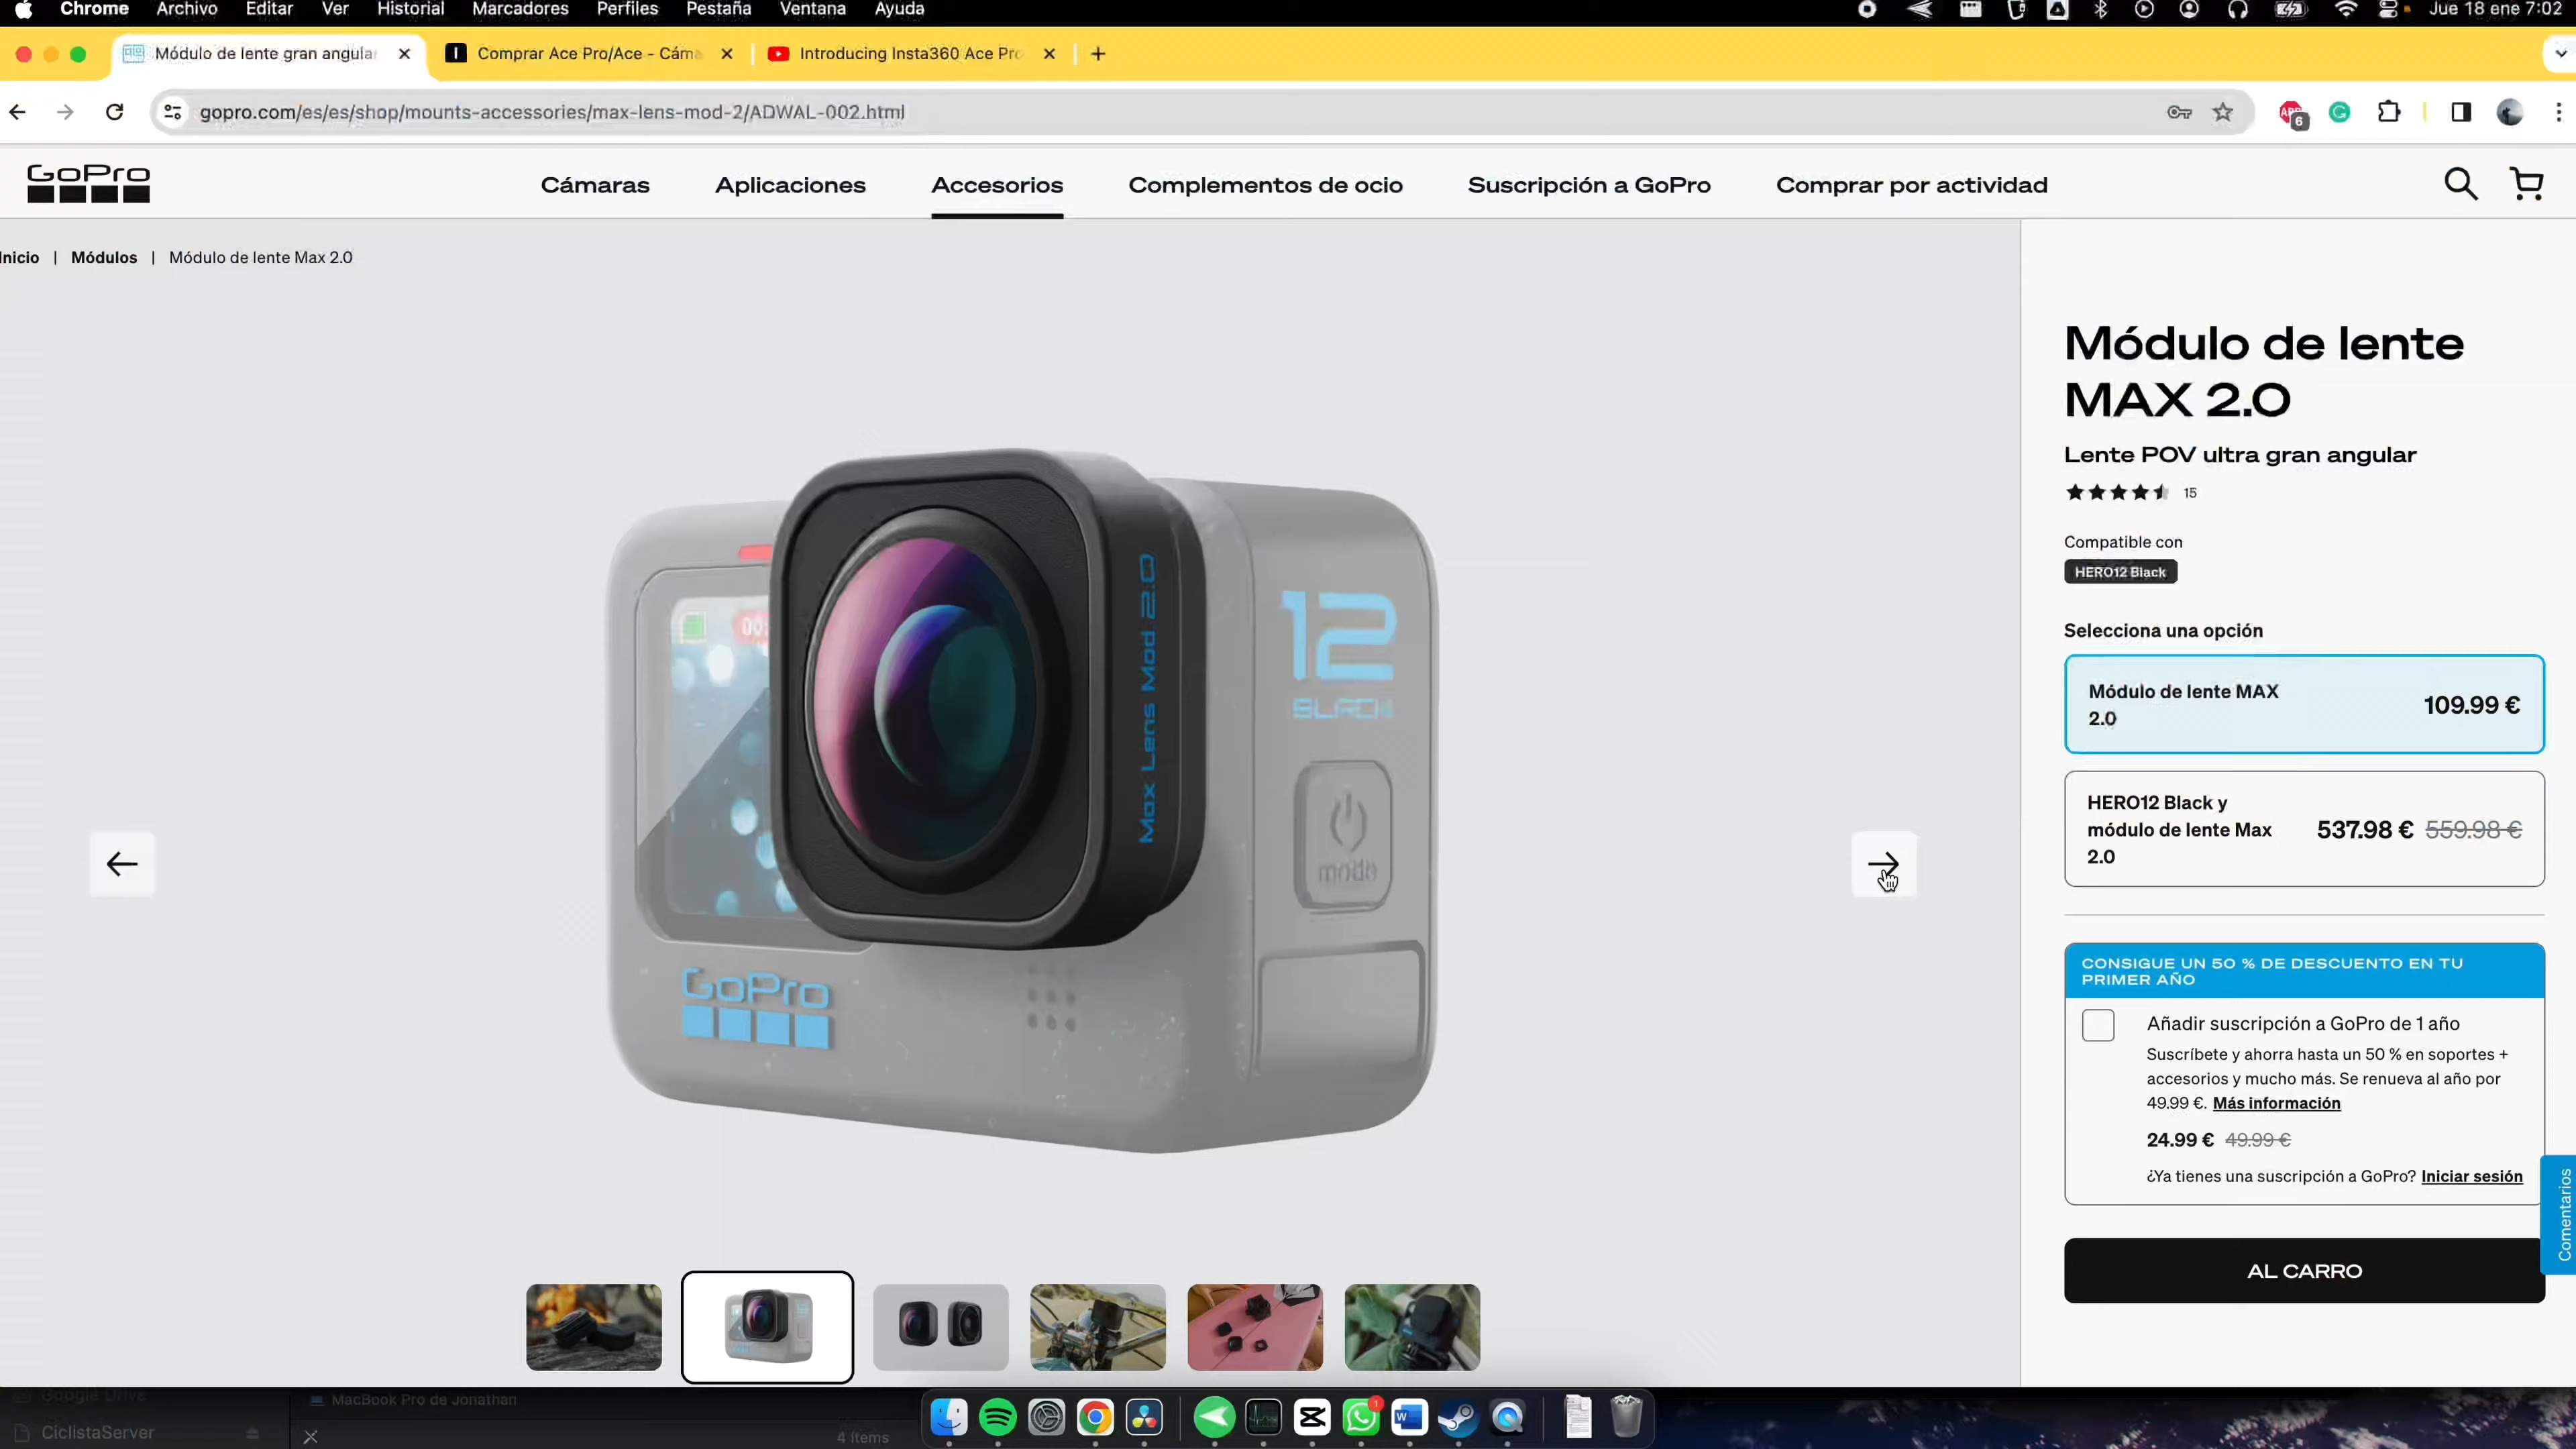 Chrome Archivo Editar Ver Historial Marcadores Perfiles Pestaña Ventana Ayuda Jue 18 ene 7:02
Módulo de lente gran angular Comprar Ace Pro/Ace - Cáma Introducing Insta360 Ace Pro
gopro.com/es/es/shop/mounts-accessories/max-lens-mod-2/ADWAL-002.html
6
GoPro
Cámaras Aplicaciones Accesorios Complementos de ocio Suscripción a GoPro Comprar por actividad
Inicio | Módulos | Módulo de lente Max 2.0
Módulo de lente
MAX 2.0
Lente POV ultra gran angular
15
Compatible con
HERO12 Black
Selecciona una opción
Módulo de lente MAX
2.0
109.99 €
HERO12 Black y
módulo de lente Max
2.0
537.98 € 559.98 €
CONSIGUE UN 50 % DE DESCUENTO EN TU
PRIMER AÑO
Añadir suscripción a GoPro de 1 año
Suscríbete y ahorra hasta un 50 % en soportes +
accesorios y mucho más. Se renueva al año por
49.99 €. Más información
24.99 € 49.99 €
¿Ya tienes una suscripción a GoPro? Iniciar sesión
Comentarios
AL CARRO
Max Lens Mod 2.0
12
BLACK
mode
GoPro
00:
Google Drive
MacBook Pro de Jonathan
CiclistaServer
4 ítems
1